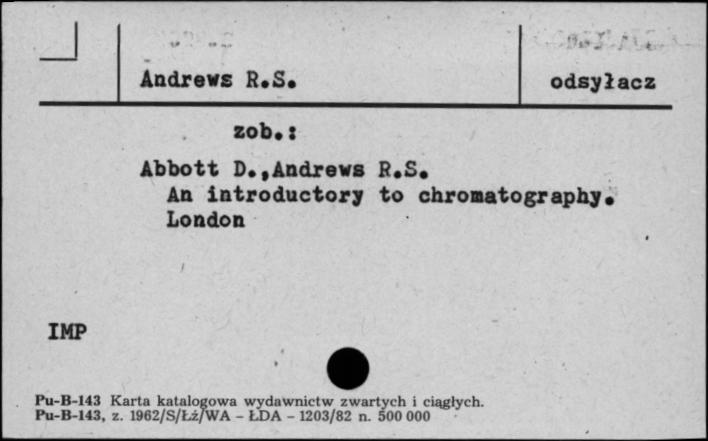 Andrews R.S.
odsyłacz
zob.:
Abbott D.,Andrews R.S.
An introductory to chromatography.
London
IMP
Pu-B-143 Karta katalogowa wydawnictw zwartych i ciągłych.
Pu-B-143, z. 1962/S/Łż/WA - ŁDA - 1203/82 n. 500 000